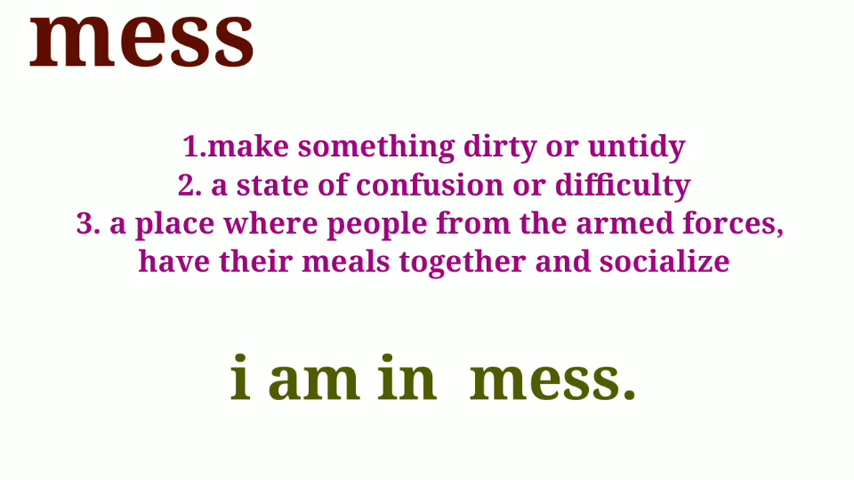 mess
1.make something dirty or untidy
2. a state of confusion or difficulty
3. a place where people from the armed forces,
have their meals together and socialize
i am in  mess.